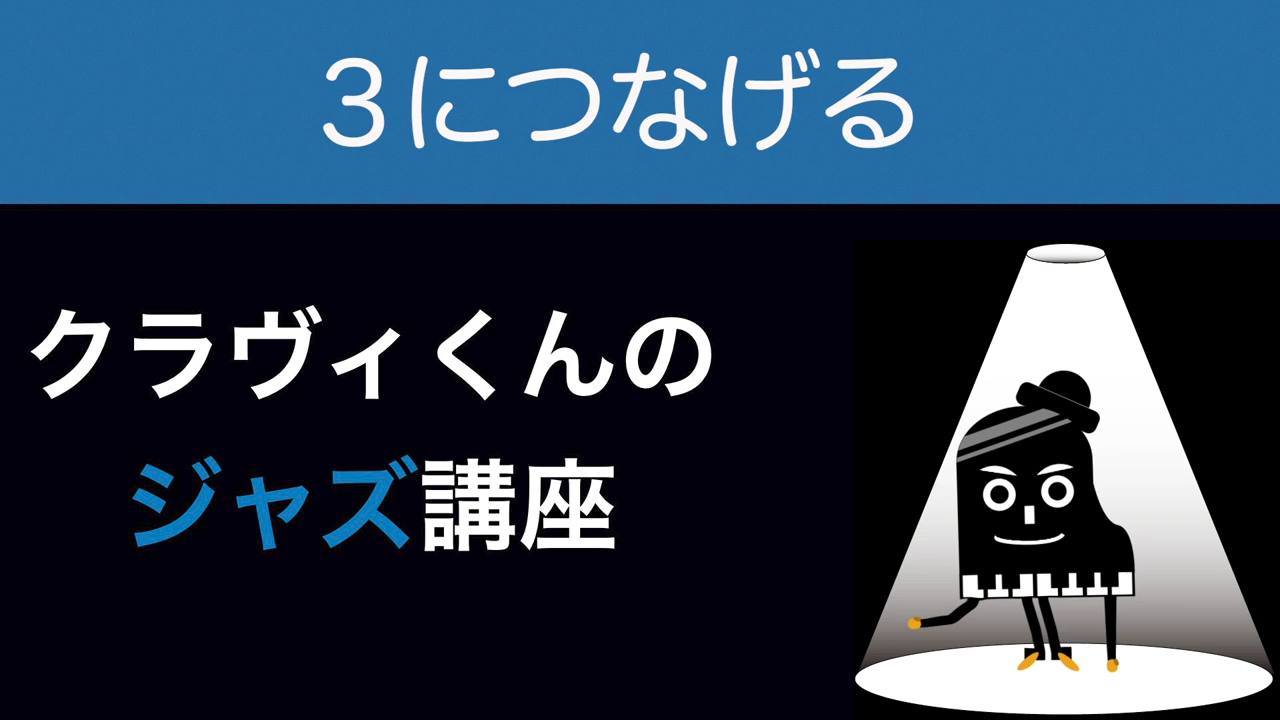 ３につなげる
クラヴィくんの
ジャズ講座